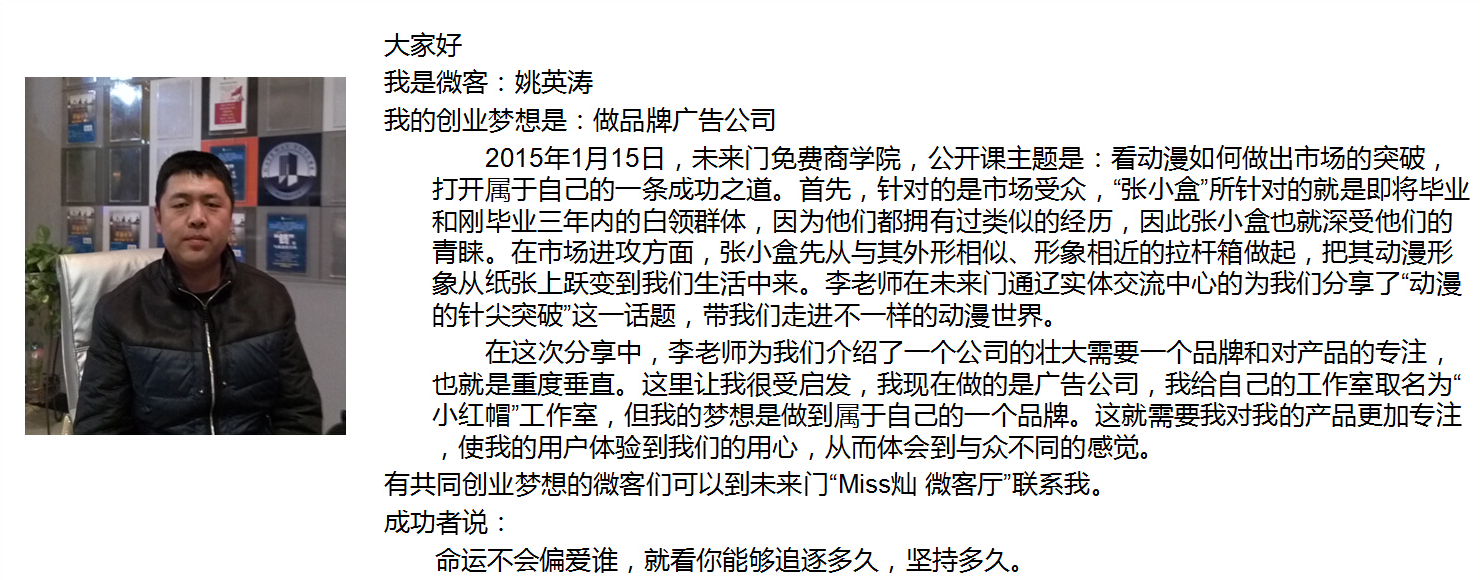 大家好
我是微客：姚英涛
我的创业梦想是：做品牌广告公司
2015年1月15日，未来门免费商学院，公开课主题是：看动漫如何做出市场的突破，
打开属于自己的一条成功之道。首先，针对的是市场受众，“张小盒”所针对的就是即将毕业
和刚毕业三年内的白领群体，因为他们都拥有过类似的经历，因此张小盒也就深受他们的
青睐。在市场进攻方面，张小盒先从与其外形相似、形象相近的拉杆箱做起，把其动漫形
象从纸张上跃变到我们生活中来。李老师在未来门通辽实体交流中心的为我们分享了“动漫
的针尖突破”这一话题，带我们走进不一样的动漫世界。
在这次分享中，李老师为我们介绍了一个公司的壮大需要一个品牌和对产品的专注，
也就是重度垂直。这里让我很受启发，我现在做的是广告公司，我给自己的工作室取名为“
小红帽”工作室，但我的梦想是做到属于自己的一个品牌。这就需要我对我的产品更加专注
，使我的用户体验到我们的用心，从而体会到与众不同的感觉。
有共同创业梦想的微客们可以到未来门“Miss灿 微客厅”联系我。
成功者说：
命运不会偏爱谁，就看你能够追逐多久，坚持多久。